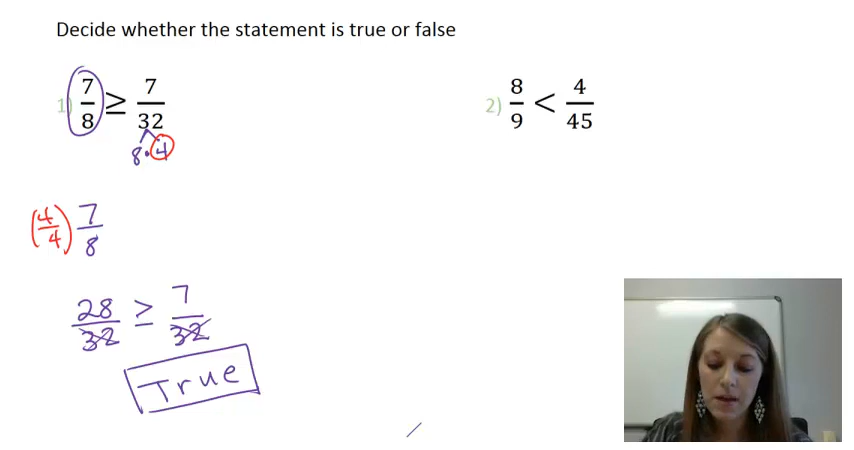 Decide whether the statement is true or false
1) 7/8 ≥ 7/32
8 · 4
(4/4) 7/8
28/32 ≥ 7/32
True
2) 8/9 < 4/45